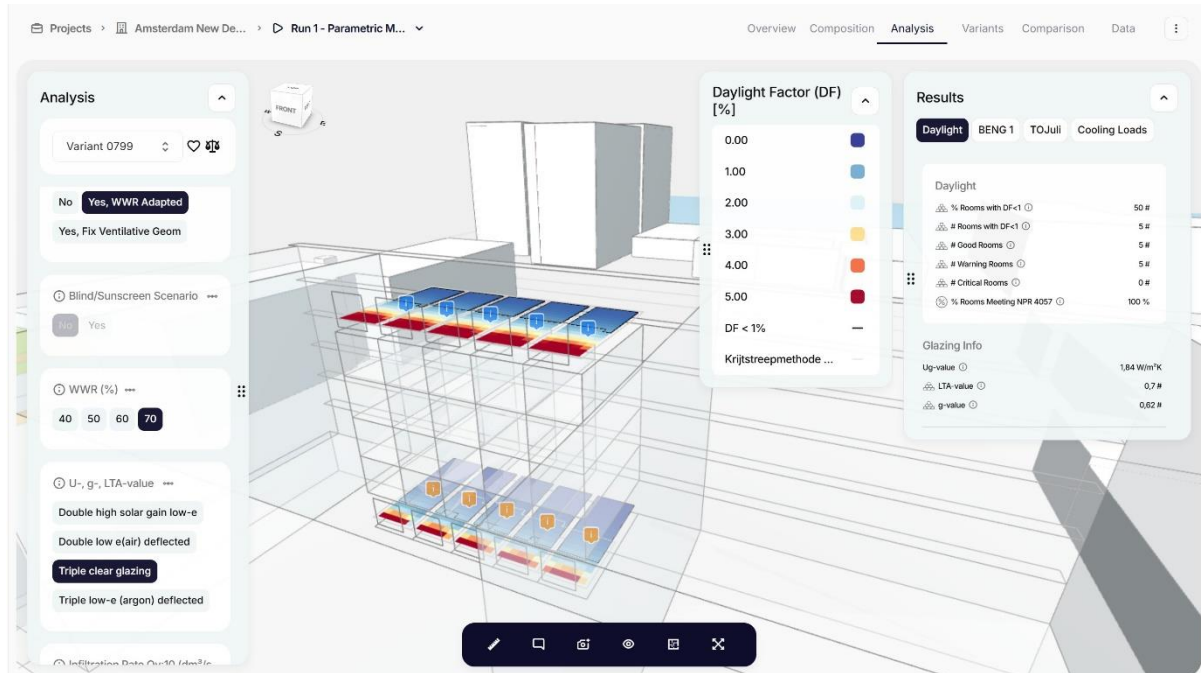 Projects > Amsterdam New De... > Run 1 - Parametric M...
Overview Composition Analysis Variants Comparison Data
Analysis
Variant 0799
No Yes, WWR Adapted
Yes, Fix Ventilative Geom
Blind/Sunscreen Scenario
No Yes
WWR (%)
40 50 60 70
U-, g-, LTA-value
Double high solar gain low-e
Double low e(air) deflected
Triple clear glazing
Triple low-e (argon) deflected
FRONT
S
Daylight Factor (DF)
[%]
0.00
1.00
2.00
3.00
4.00
5.00
DF < 1%
Krijtstreepmethode ...
Results
Daylight BENG 1 TOJuli Cooling Loads
Daylight
% Rooms with DF<1 50 #
# Rooms with DF<1 5 #
# Good Rooms 5 #
# Warning Rooms 5 #
# Critical Rooms 0 #
% Rooms Meeting NPR 4057 100 %
Glazing Info
Ug-value 1,84 W/m²K
LTA-value 0,7 #
g-value 0,62 #